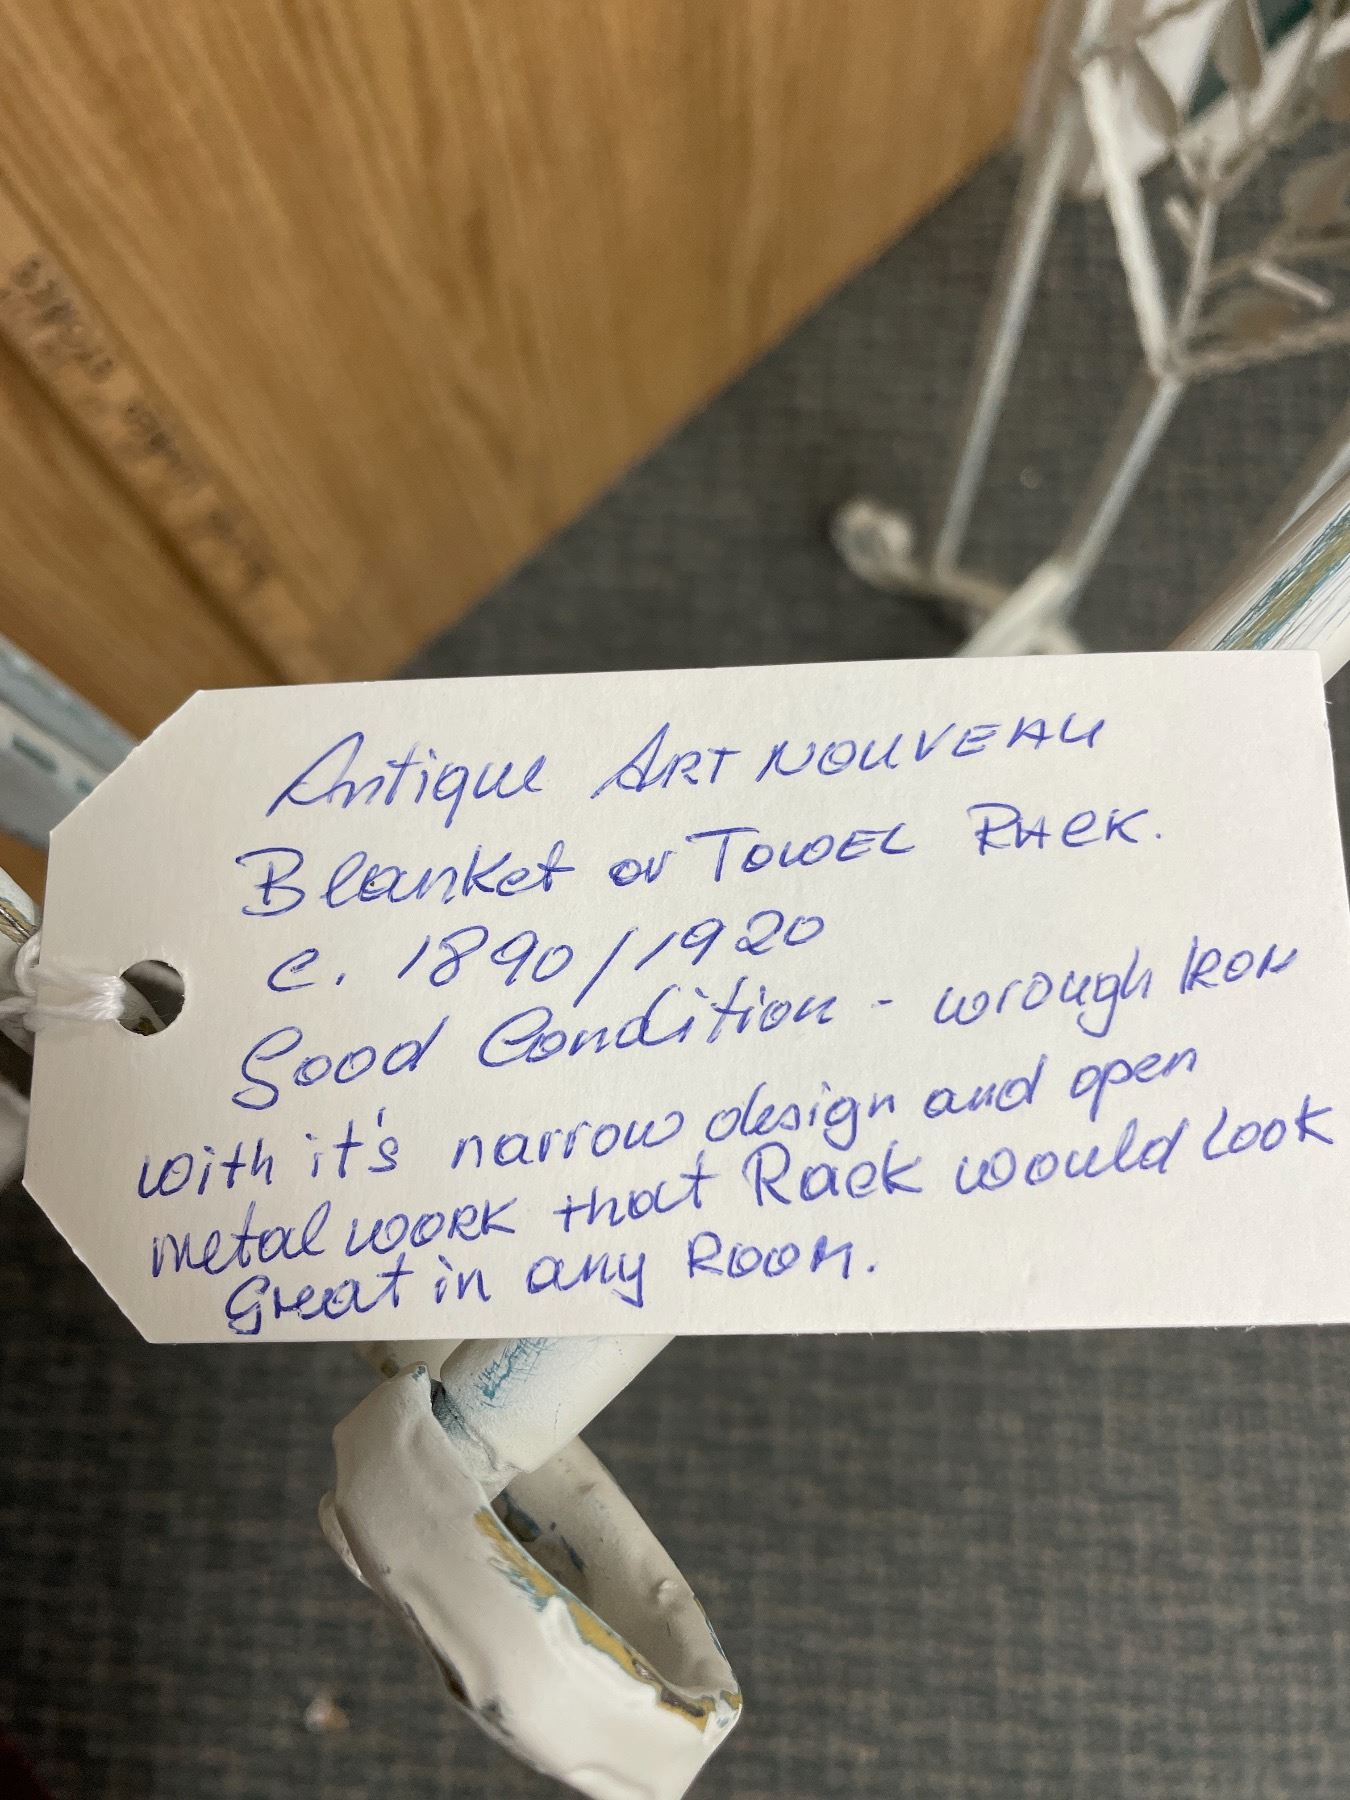 Antique ART NOUVEAU
Blanket or TOWEL RACK.
c. 1890/1920
Good Condition - wrough IRON
with it's narrow design and open
metal work that Rack would look
Great in any Room.